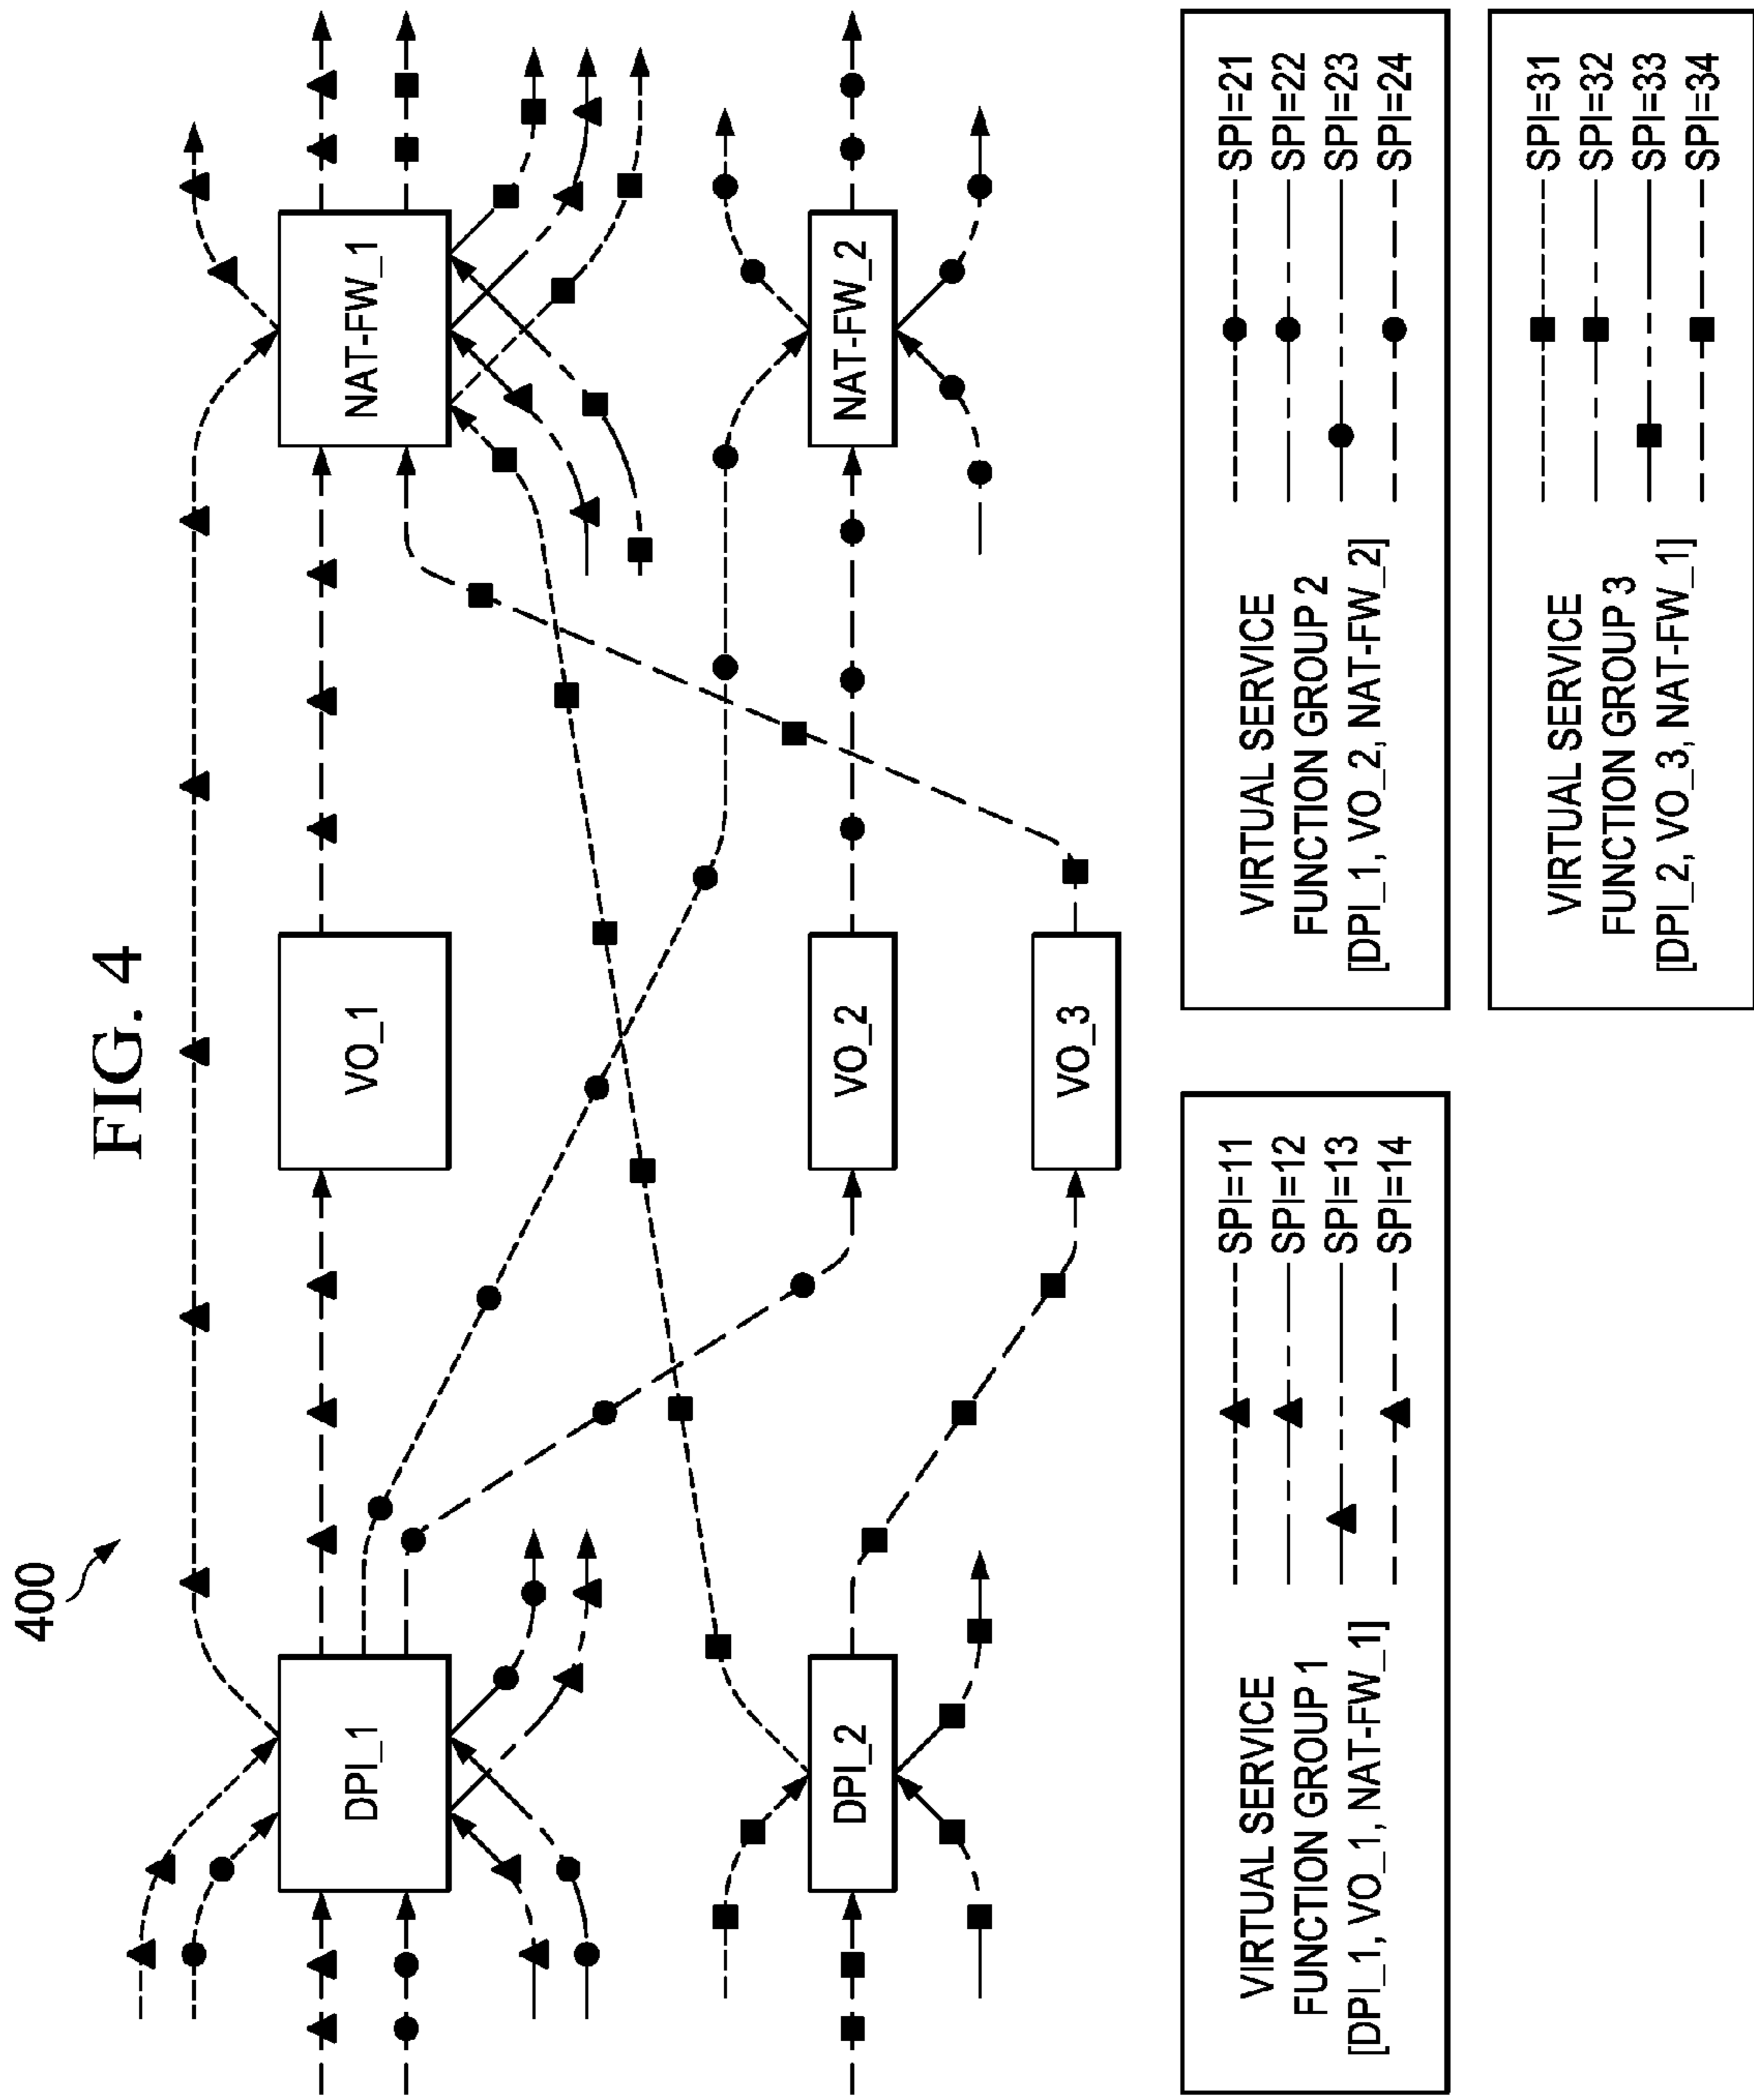 FIG. 4
400
DPI_1
VO_1
NAT-FW_1
DPI_2
VO_2
NAT-FW_2
VO_3
VIRTUAL SERVICE
FUNCTION GROUP 1
[DPI_1, VO_1, NAT-FW_1]
SPI=11
SPI=12
SPI=13
SPI=14
VIRTUAL SERVICE
FUNCTION GROUP 2
[DPI_1, VO_2, NAT-FW_2]
SPI=21
SPI=22
SPI=23
SPI=24
VIRTUAL SERVICE
FUNCTION GROUP 3
[DPI_2, VO_3, NAT-FW_1]
SPI=31
SPI=32
SPI=33
SPI=34